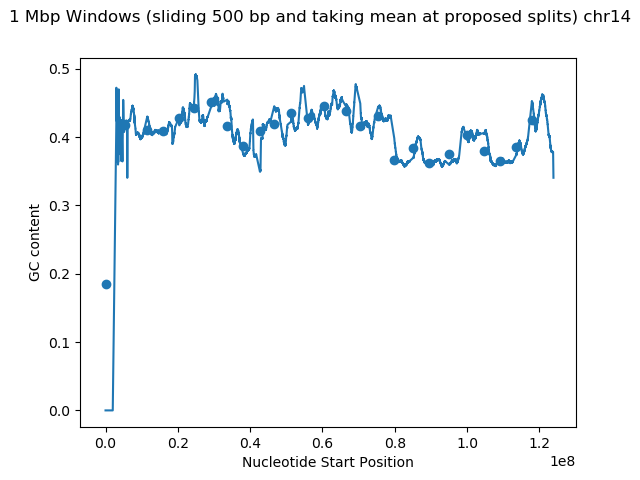 1 Mbp Windows (sliding 500 bp and taking mean at proposed splits) chr14
0.5
0.4
0.3
0.2
0.1
0.0
GC content
0.0 0.2 0.4 0.6 0.8 1.0 1.2
1e8
Nucleotide Start Position